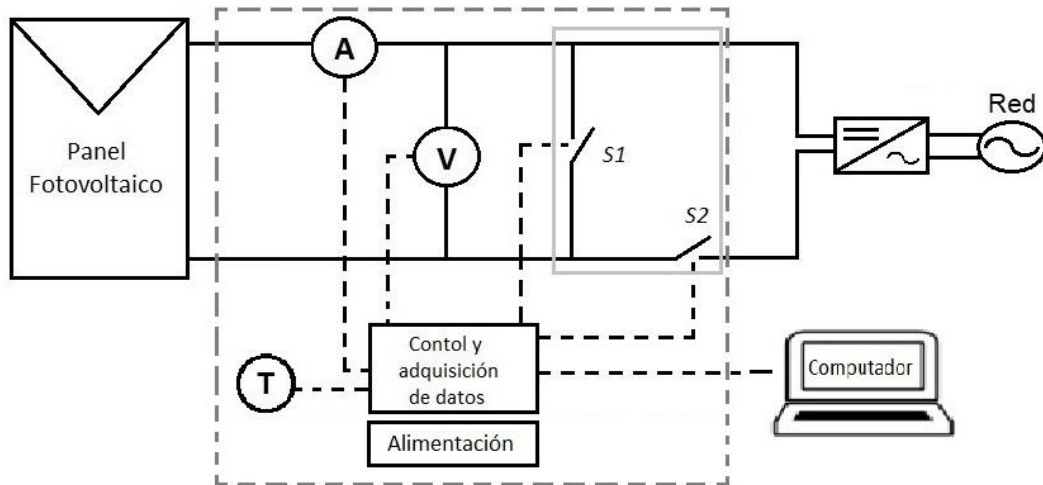 Panel
Fotovoltaico
A
V
S1
S2
Red
T
Contol y
adquisición
de datos
Alimentación
Computador